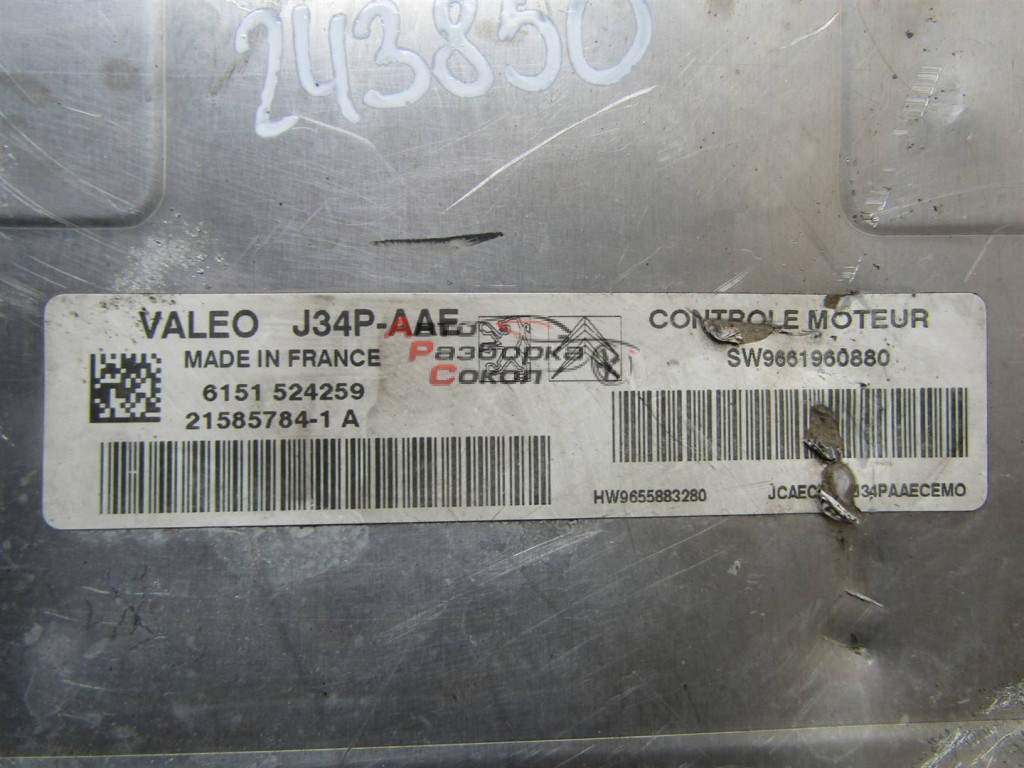 243850
VALEO J34P-AAE
MADE IN FRANCE
6151 524259
21585784-1 A
Авто
Разборка
Сокол
CONTROLE MOTEUR
SW9661960880
HW9655883280